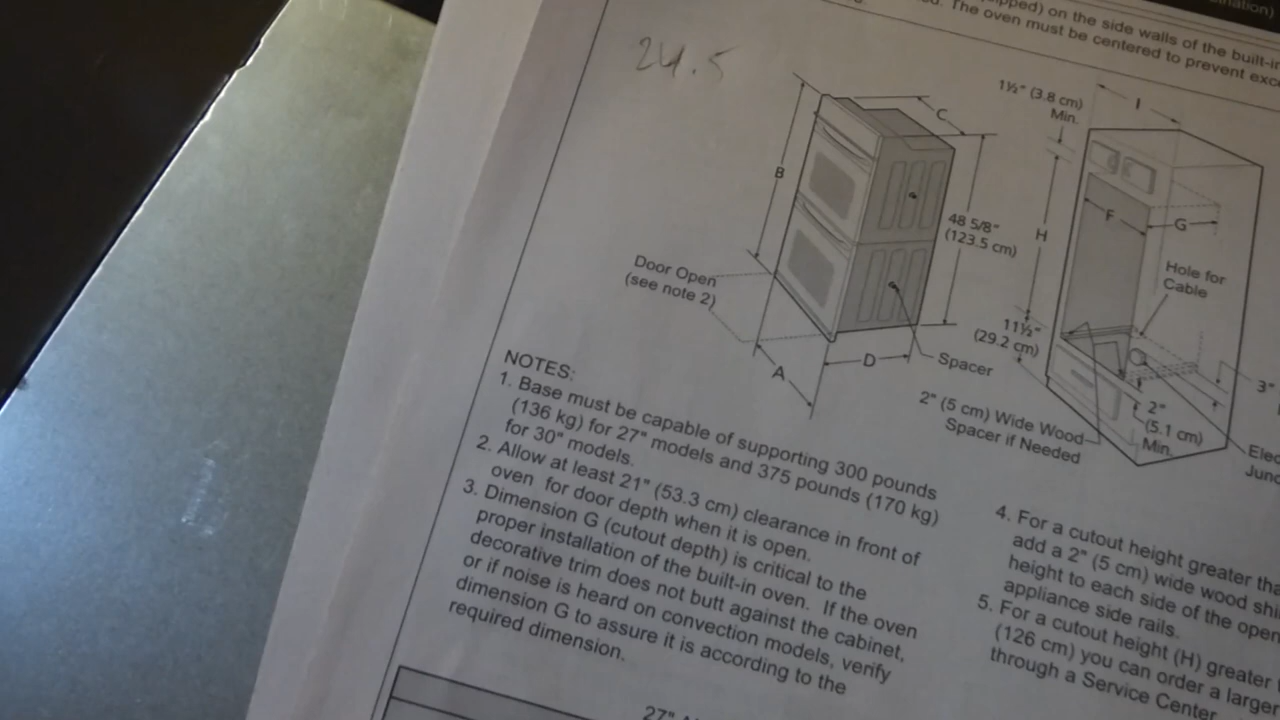 ination)
ipped) on the side walls of the built-in
The oven must be centered to prevent exce
24.5
1½" (3.8 cm)
Min.
I
C
B
48 5/8"
(123.5 cm)
H
F
G
Door Open
(see note 2)
Hole for
Cable
11½"
(29.2 cm)
A
D
Spacer
3"
2" (5 cm) Wide Wood
Spacer if Needed
2"
(5.1 cm)
Min.
Elec
Junc
NOTES:
1. Base must be capable of supporting 300 pounds
(136 kg) for 27" models and 375 pounds (170 kg)
for 30" models.
2. Allow at least 21" (53.3 cm) clearance in front of
oven for door depth when it is open.
3. Dimension G (cutout depth) is critical to the
proper installation of the built-in oven. If the oven
decorative trim does not butt against the cabinet,
or if noise is heard on convection models, verify
dimension G to assure it is according to the
required dimension.
4. For a cutout height greater tha
add a 2" (5 cm) wide wood shi
height to each side of the open
appliance side rails.
5. For a cutout height (H) greater
(126 cm) you can order a larger
through a Service Center
27"